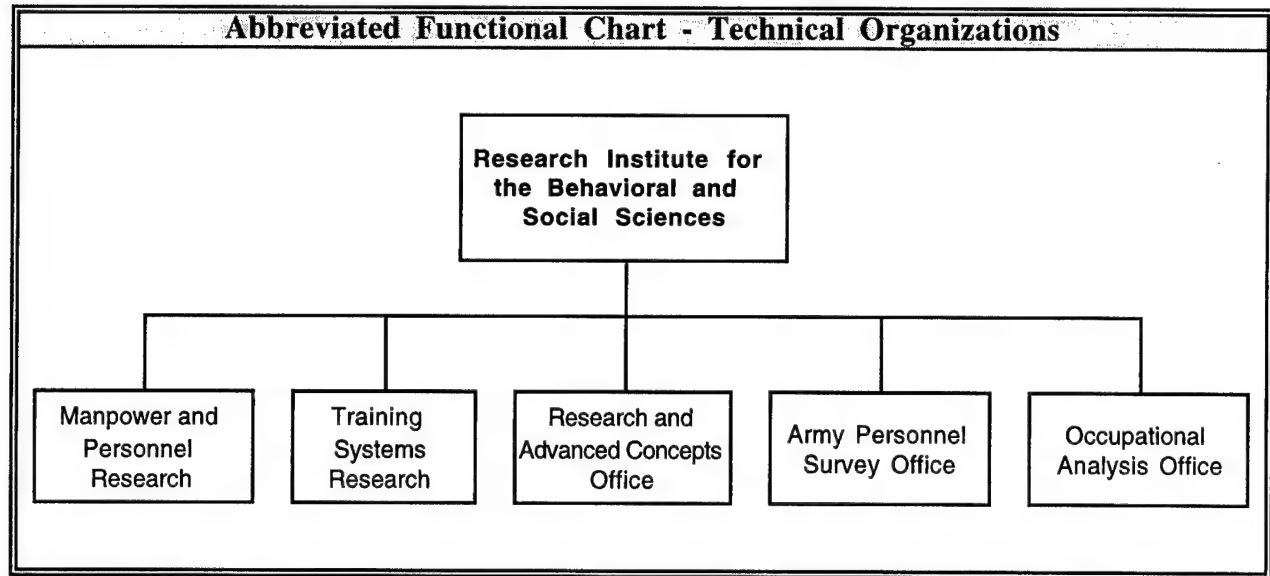 Abbreviated Functional Chart - Technical Organizations
Research Institute for
the Behavioral and
Social Sciences
Manpower and
Personnel
Research
Training
Systems
Research
Research and
Advanced Concepts
Office
Army Personnel
Survey Office
Occupational
Analysis Office